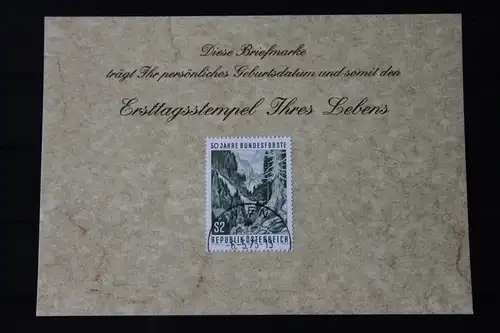 Diese Briefmarke
trägt Ihr persönliches Geburtsdatum und somit den
Ersttagsstempel Ihres Lebens
50 JAHRE BUNDESFORSTE
S2
REPUBLIK ÖSTERREICH